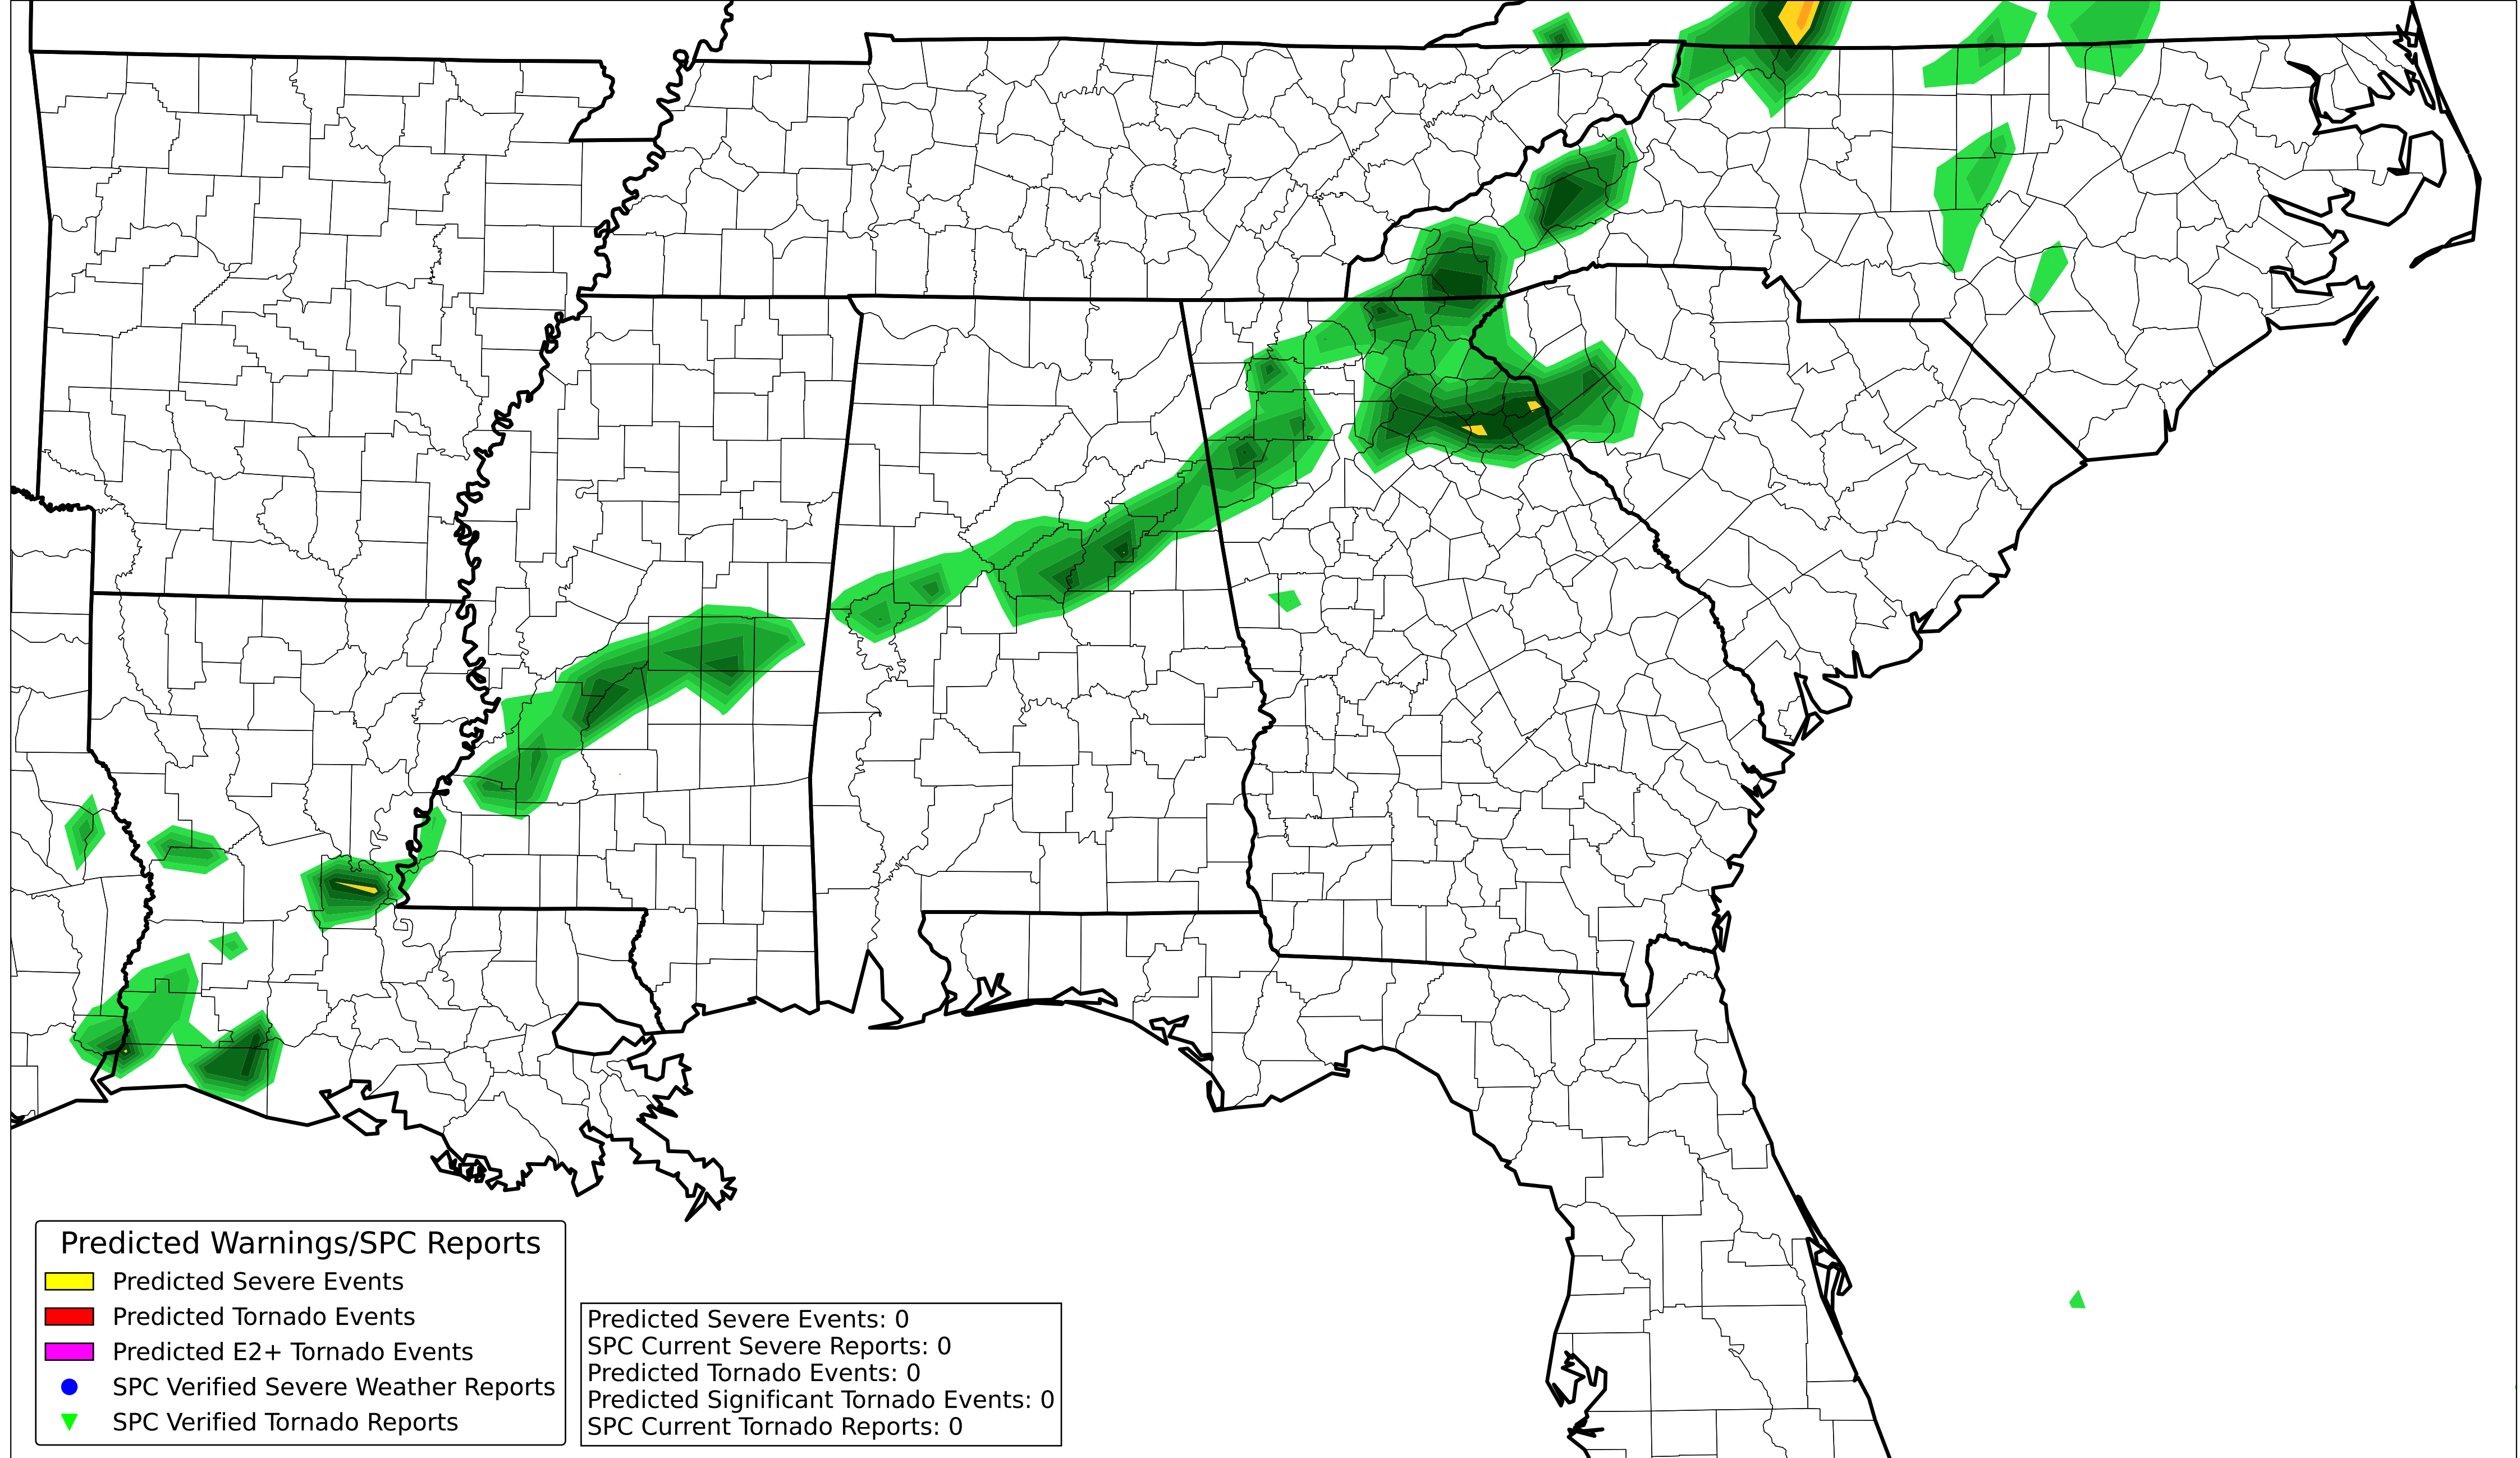 Predicted Warnings/SPC Reports
Predicted Severe Events
Predicted Tornado Events
Predicted E2+ Tornado Events
SPC Verified Severe Weather Reports
SPC Verified Tornado Reports
Predicted Severe Events: 0
SPC Current Severe Reports: 0
Predicted Tornado Events: 0
Predicted Significant Tornado Events: 0
SPC Current Tornado Reports: 0